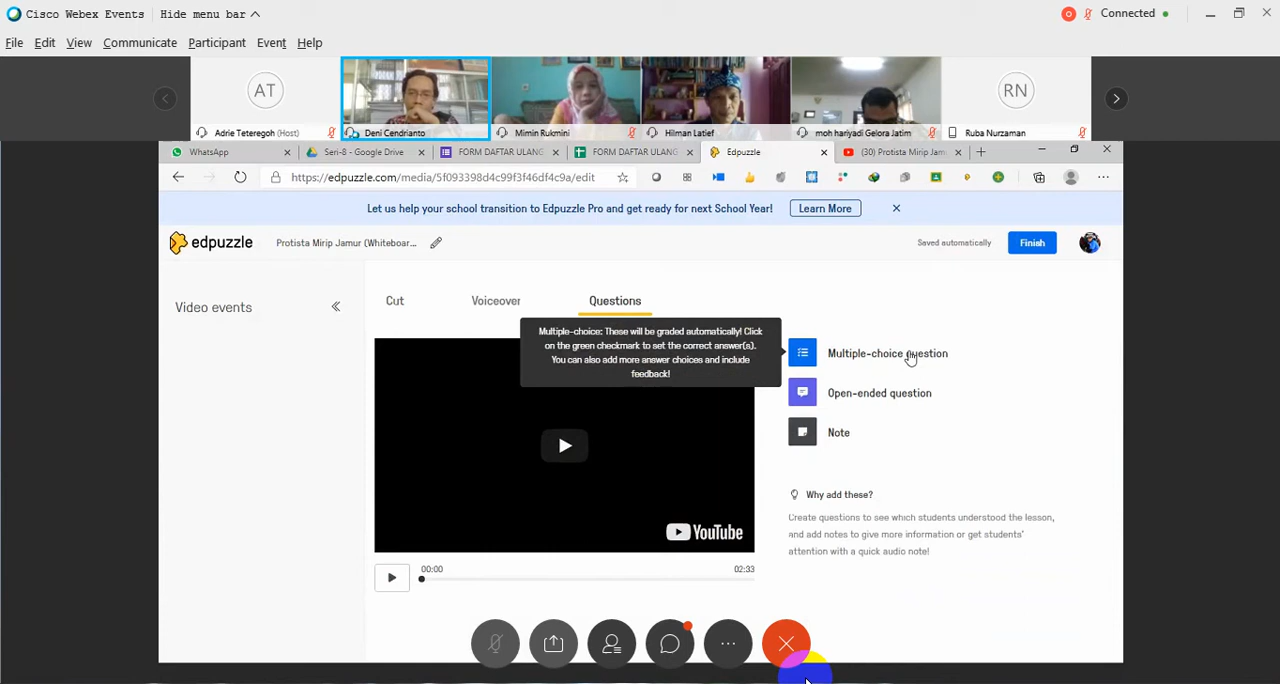 Cisco Webex Events
Hide menu bar
Connected
File Edit View Communicate Participant Event Help
AT
RN
Adrie Teteregoh (Host)
Deni Cendrianto
Mimin Rukmini
Hilman Latief
moh hariyadi Gelora Jatim
Ruba Nurzaman
WhatsApp
Seri-8 - Google Drive
FORM DAFTAR ULANG
FORM DAFTAR ULANG
Edpuzzle
(30) Protista Mirip Jam
https://edpuzzle.com/media/5f093398d4c99f3f46df4c9a/edit
Let us help your school transition to Edpuzzle Pro and get ready for next School Year!
Learn More
edpuzzle
Protista Mirip Jamur (Whiteboar...
Saved automatically
Finish
Video events
Cut
Voiceover
Questions
Multiple-choice: These will be graded automatically! Click
on the green checkmark to set the correct answer(s).
You can also add more answer choices and include
feedback!
Multiple-choice question
Open-ended question
Note
YouTube
Why add these?
Create questions to see which students understood the lesson,
and add notes to give more information or get students'
attention with a quick audio note!
00:00
02:33